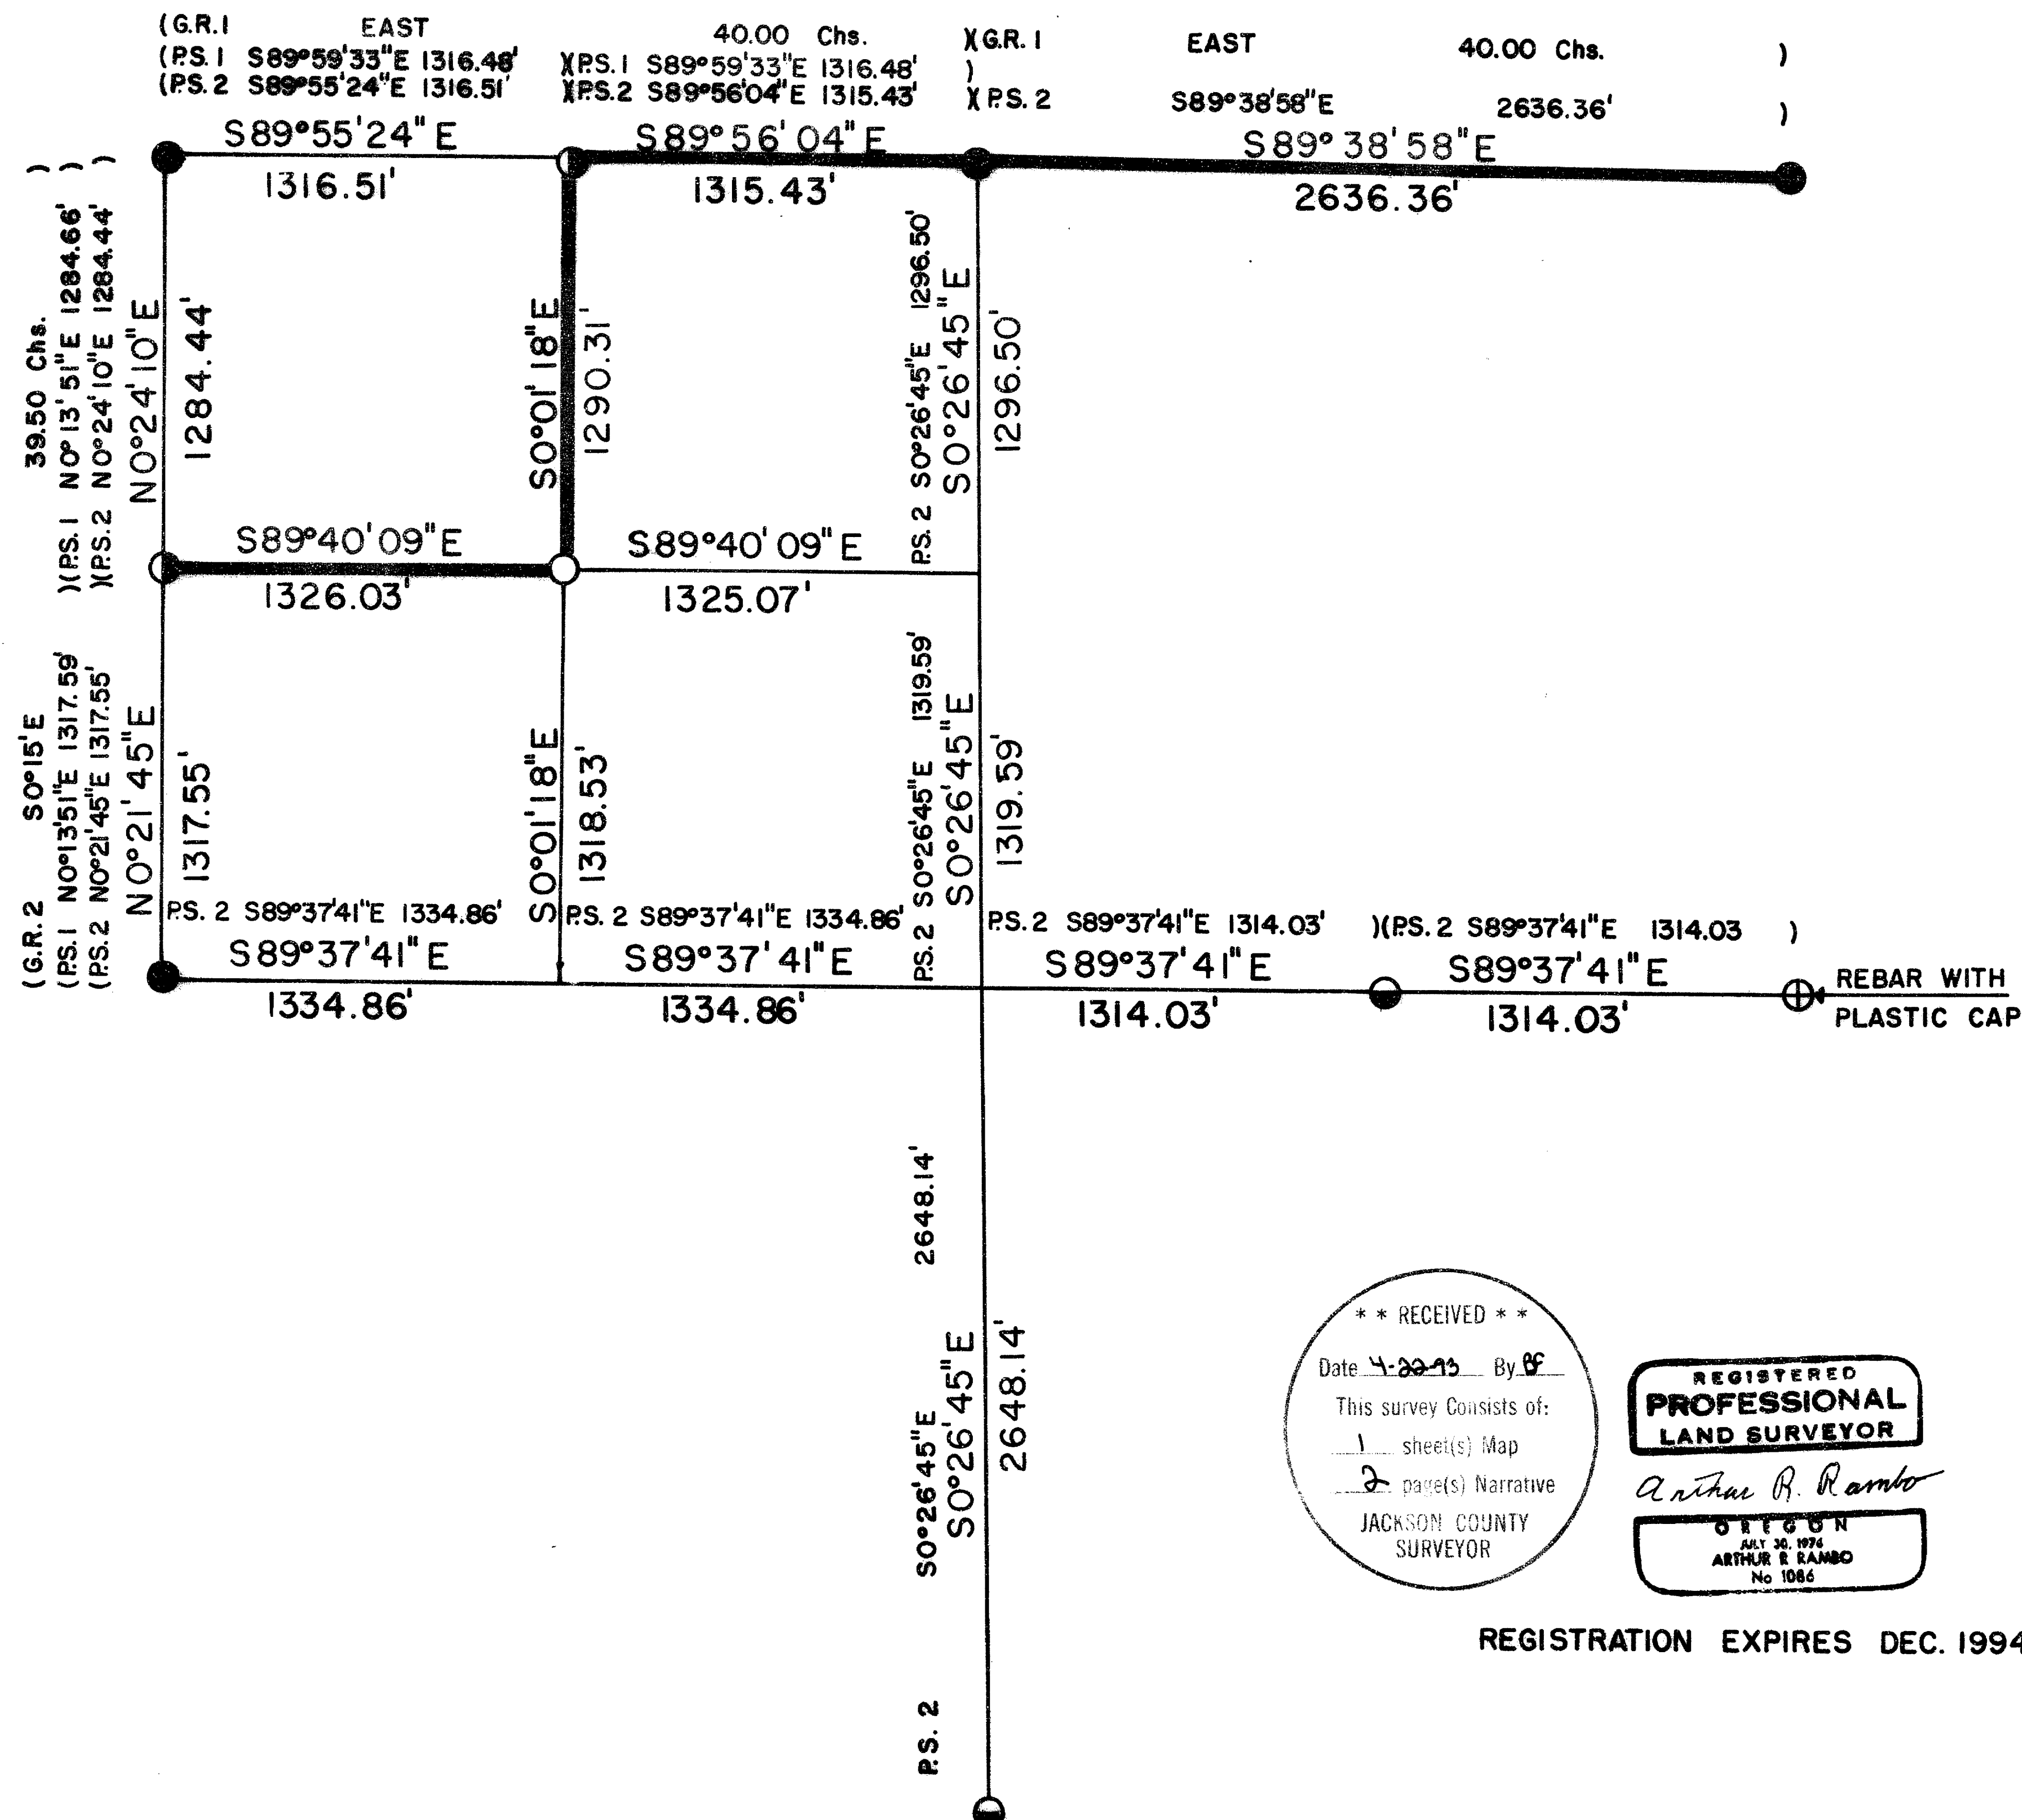 (G.R.1 EAST 40.00 Chs. )(G.R. 1 EAST 40.00 Chs. )
(P.S. 1 S89°59'33"E 1316.48' )(P.S. 1 S89°59'33"E 1316.48' )
(P.S. 2 S89°55'24"E 1316.51' )(P.S.2 S89°56'04"E 1315.43' )(P.S. 2 S89°38'58"E 2636.36' )
S89°55'24"E
1316.51'
S89°56'04"E
1315.43'
S89°38'58"E
2636.36'
(G.R. 2 S0°15'E 39.50 Chs. )
(P.S.1 N0°13'51"E 1317.59' )(P.S. 1 N0°13'51"E 1284.66' )
(P.S.2 N0°21'45"E 1317.55' )(P.S. 2 N0°24'10"E 1284.44' )
N0°24'10"E
1284.44'
S0°01'18"E
1290.31'
P.S. 2 S0°26'45"E 1296.50'
S0°26'45"E
1296.50'
S89°40'09"E
1326.03'
S89°40'09"E
1325.07'
N0°21'45"E
1317.55'
S0°01'18"E
1318.53'
P.S. 2 S0°26'45"E 1319.59'
S0°26'45"E
1319.59'
P.S. 2 S89°37'41"E 1334.86'
S89°37'41"E
1334.86'
P.S. 2 S89°37'41"E 1334.86'
S89°37'41"E
1334.86'
P.S. 2 S89°37'41"E 1314.03' )(P.S. 2 S89°37'41"E 1314.03 )
S89°37'41"E
1314.03'
S89°37'41"E
1314.03'
REBAR WITH
PLASTIC CAP
P.S. 2 S0°26'45"E 2648.14'
S0°26'45"E
2648.14'
* * RECEIVED * *
Date 4-22-93 By BF
This survey Consists of:
1 sheet(s) Map
2 page(s) Narrative
JACKSON COUNTY
SURVEYOR
REGISTERED
PROFESSIONAL
LAND SURVEYOR
Arthur R. Rambo
OREGON
JULY 30, 1976
ARTHUR R RAMBO
No 1086
REGISTRATION EXPIRES DEC. 1994